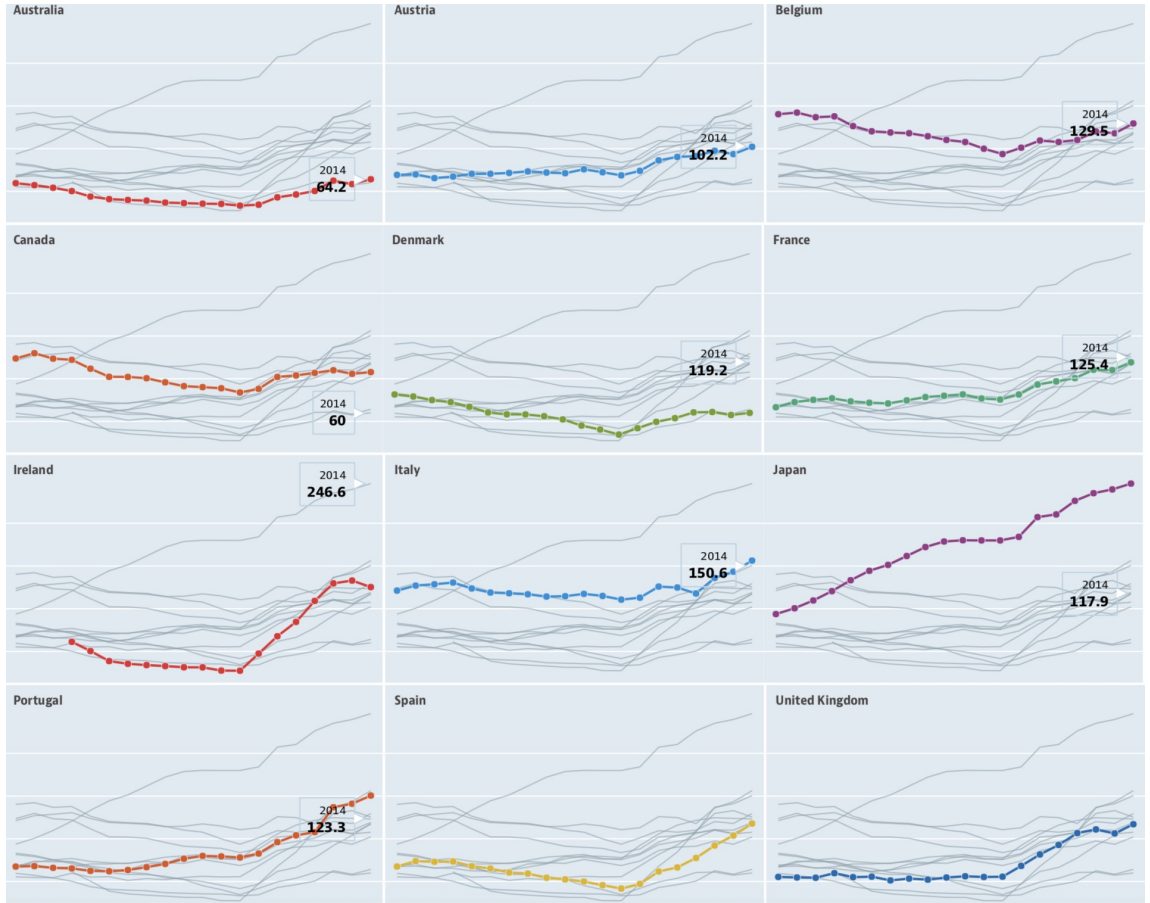 Australia
Austria
Belgium
2014
64.2
2014
102.2
2014
129.5
Canada
Denmark
France
2014
60
2014
119.2
2014
125.4
Ireland
Italy
Japan
2014
246.6
2014
150.6
2014
117.9
Portugal
Spain
United Kingdom
2014
123.3